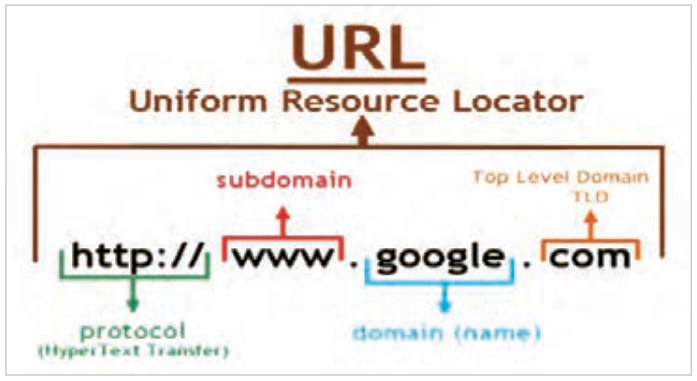 URL
Uniform Resource Locator
subdomain
Top Level Domain
TLD
http:// www . google . com
protocol
(HyperText Transfer)
domain (name)